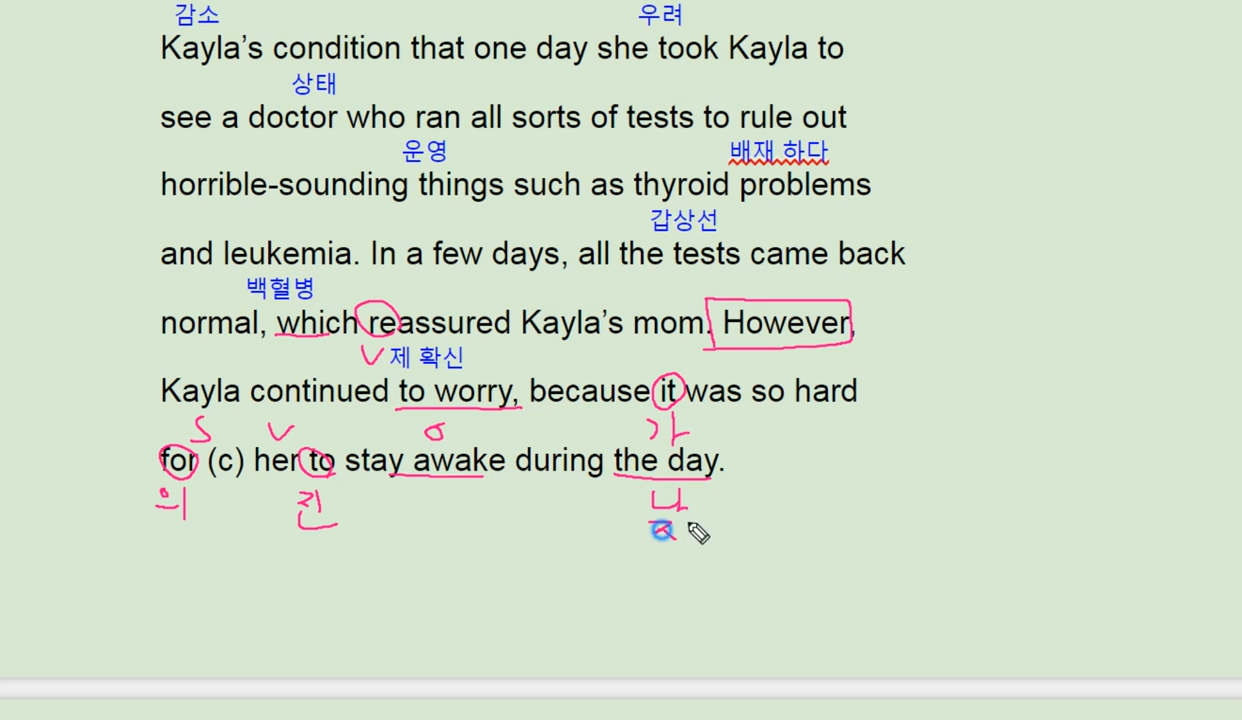 감소 우려
Kayla’s condition that one day she took Kayla to
상태
see a doctor who ran all sorts of tests to rule out
운영 배재 하다
horrible-sounding things such as thyroid problems
갑상선
and leukemia. In a few days, all the tests came back
백혈병
normal, which reassured Kayla’s mom. However,
V 제 확신
Kayla continued to worry, because it was so hard
S V o 가
for (c) her to stay awake during the day.
의 진 나